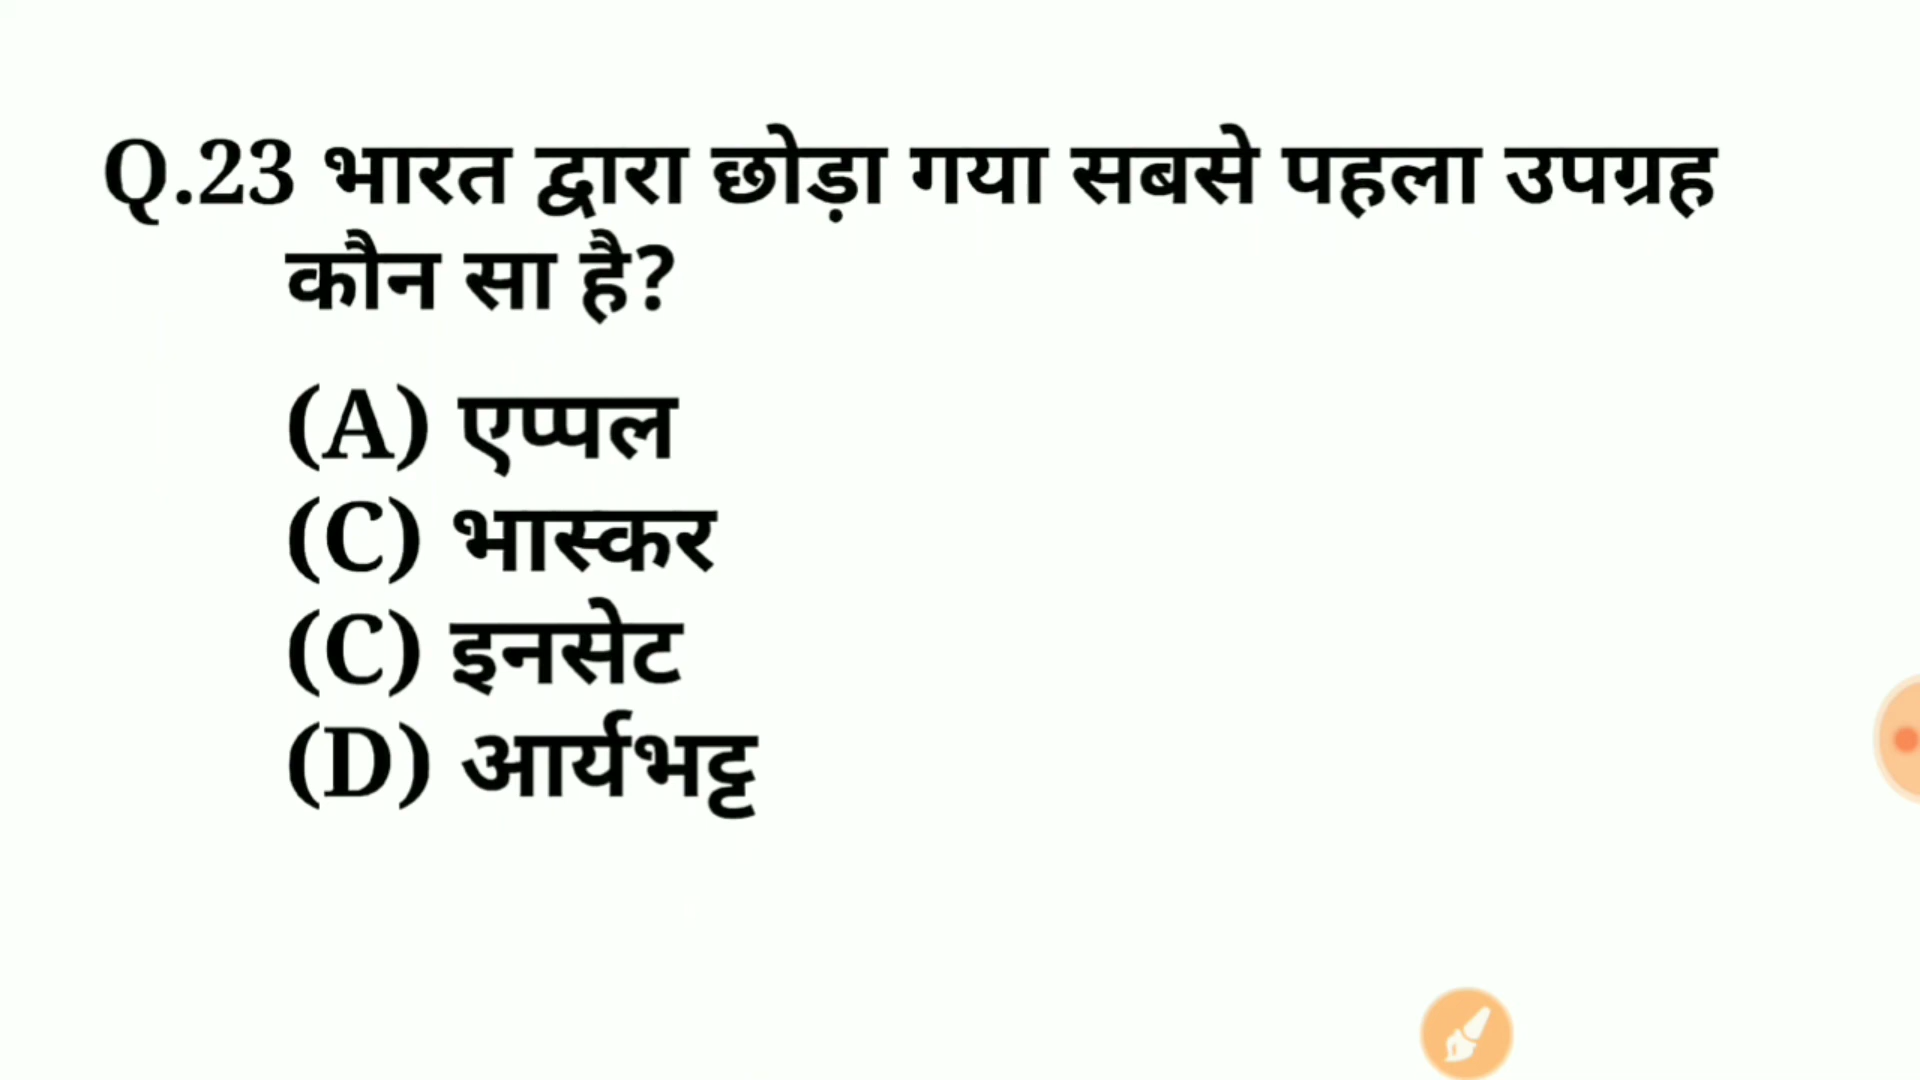 Q.23 भारत द्वारा छोड़ा गया सबसे पहला उपग्रह
कौन सा है?
(A) एप्पल
(C) भास्कर
(C) इनसेट
(D) आर्यभट्ट